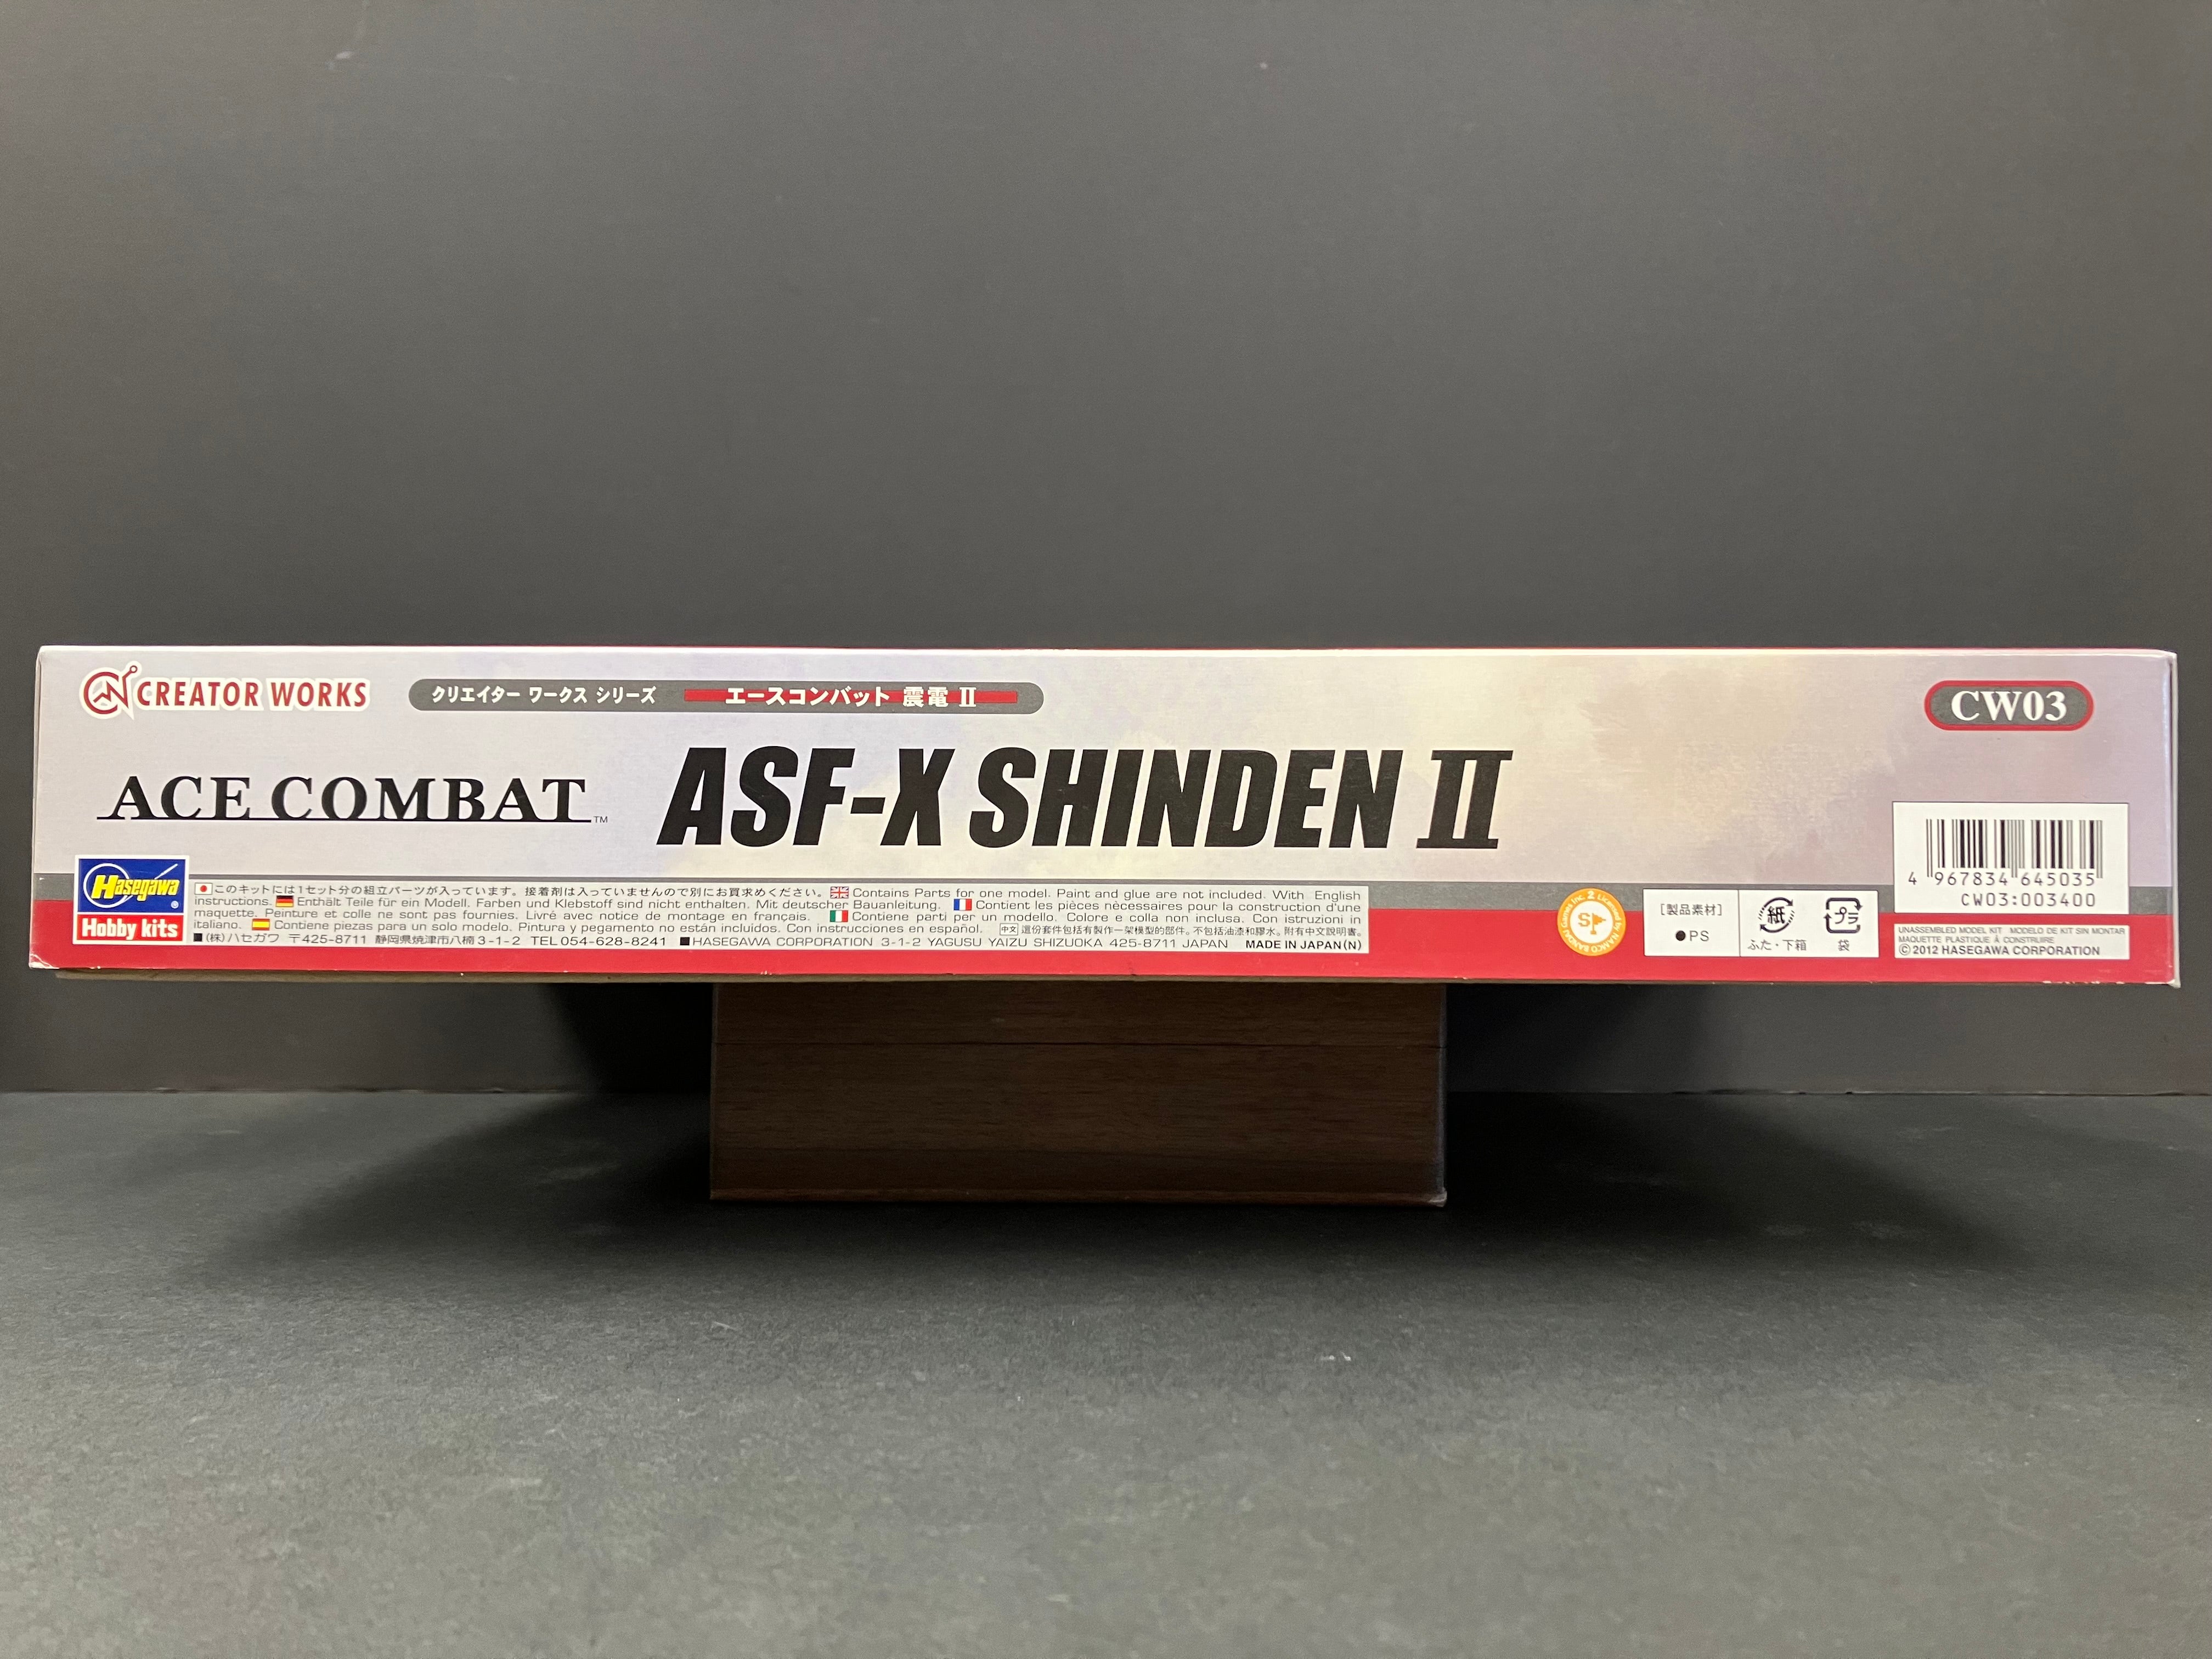 CREATOR WORKS
クリエイター ワークス シリーズ エースコンバット 震電 II
CW03
ACE COMBAT™
ASF-X SHINDEN II
Hasegawa®
Hobby kits
このキットには1セット分の組立パーツが入っています。接着剤は入っていませんので別にお買求めください。 Contains Parts for one model. Paint and glue are not included. With English
instructions. Enthält Teile für ein Modell. Farben und Klebstoff sind nicht enthalten. Mit deutscher Bauanleitung. Contient les pièces nècessaires pour la construction d'une
maquette. Peinture et colle ne sont pas fournies. Livrè avec notice de montage en français. Contiene parti per un modello. Colore e colla non inclusa. Con istruzioni in
italiano. Contiene piezas para un solo modelo. Pintura y pegamento no están incluidos. Con instrucciones en español. 中文 這份套件包括有製作一架模型的部件。不包括油漆和膠水。附有中文說明書。
■(株)ハセガワ 〒425-8711 静岡県焼津市八楠3-1-2 TEL 054-628-8241 ■HASEGAWA CORPORATION 3-1-2 YAGUSU YAIZU SHIZUOKA 425-8711 JAPAN MADE IN JAPAN(N)
[製品素材]
●PS
紙
ふた・下箱
プラ
袋
4 967834 645035
CW03:003400
UNASSEMBLED MODEL KIT MODELO DE KIT SIN MONTAR
MAQUETTE PLASTIQUE À CONSTRUIRE
©2012 HASEGAWA CORPORATION